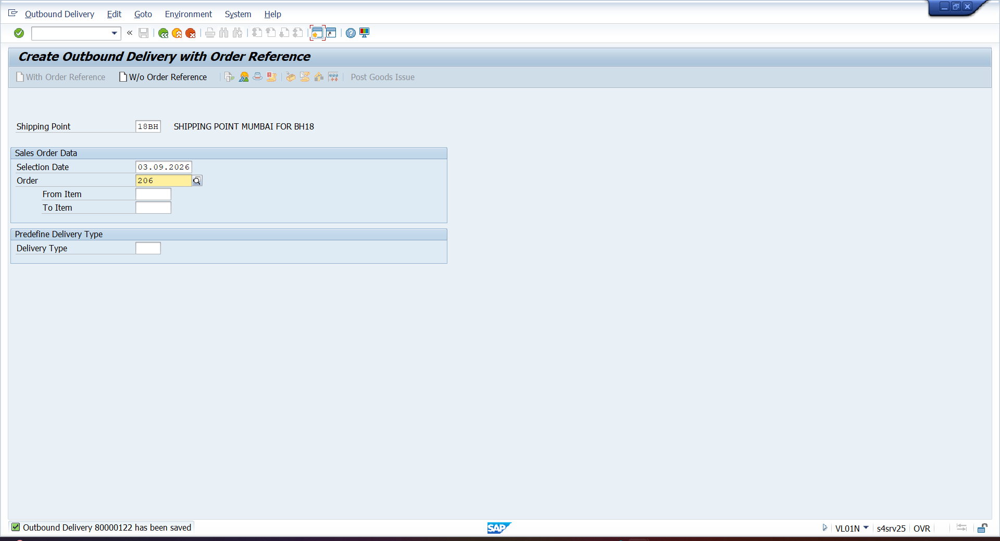 Outbound Delivery Edit Goto Environment System Help
Create Outbound Delivery with Order Reference
With Order Reference W/o Order Reference Post Goods Issue
Shipping Point 18BH SHIPPING POINT MUMBAI FOR BH18
Sales Order Data
Selection Date 03.09.2026
Order 206
From Item
To Item
Predefine Delivery Type
Delivery Type
Outbound Delivery 80000122 has been saved SAP VL01N s4srv25 OVR